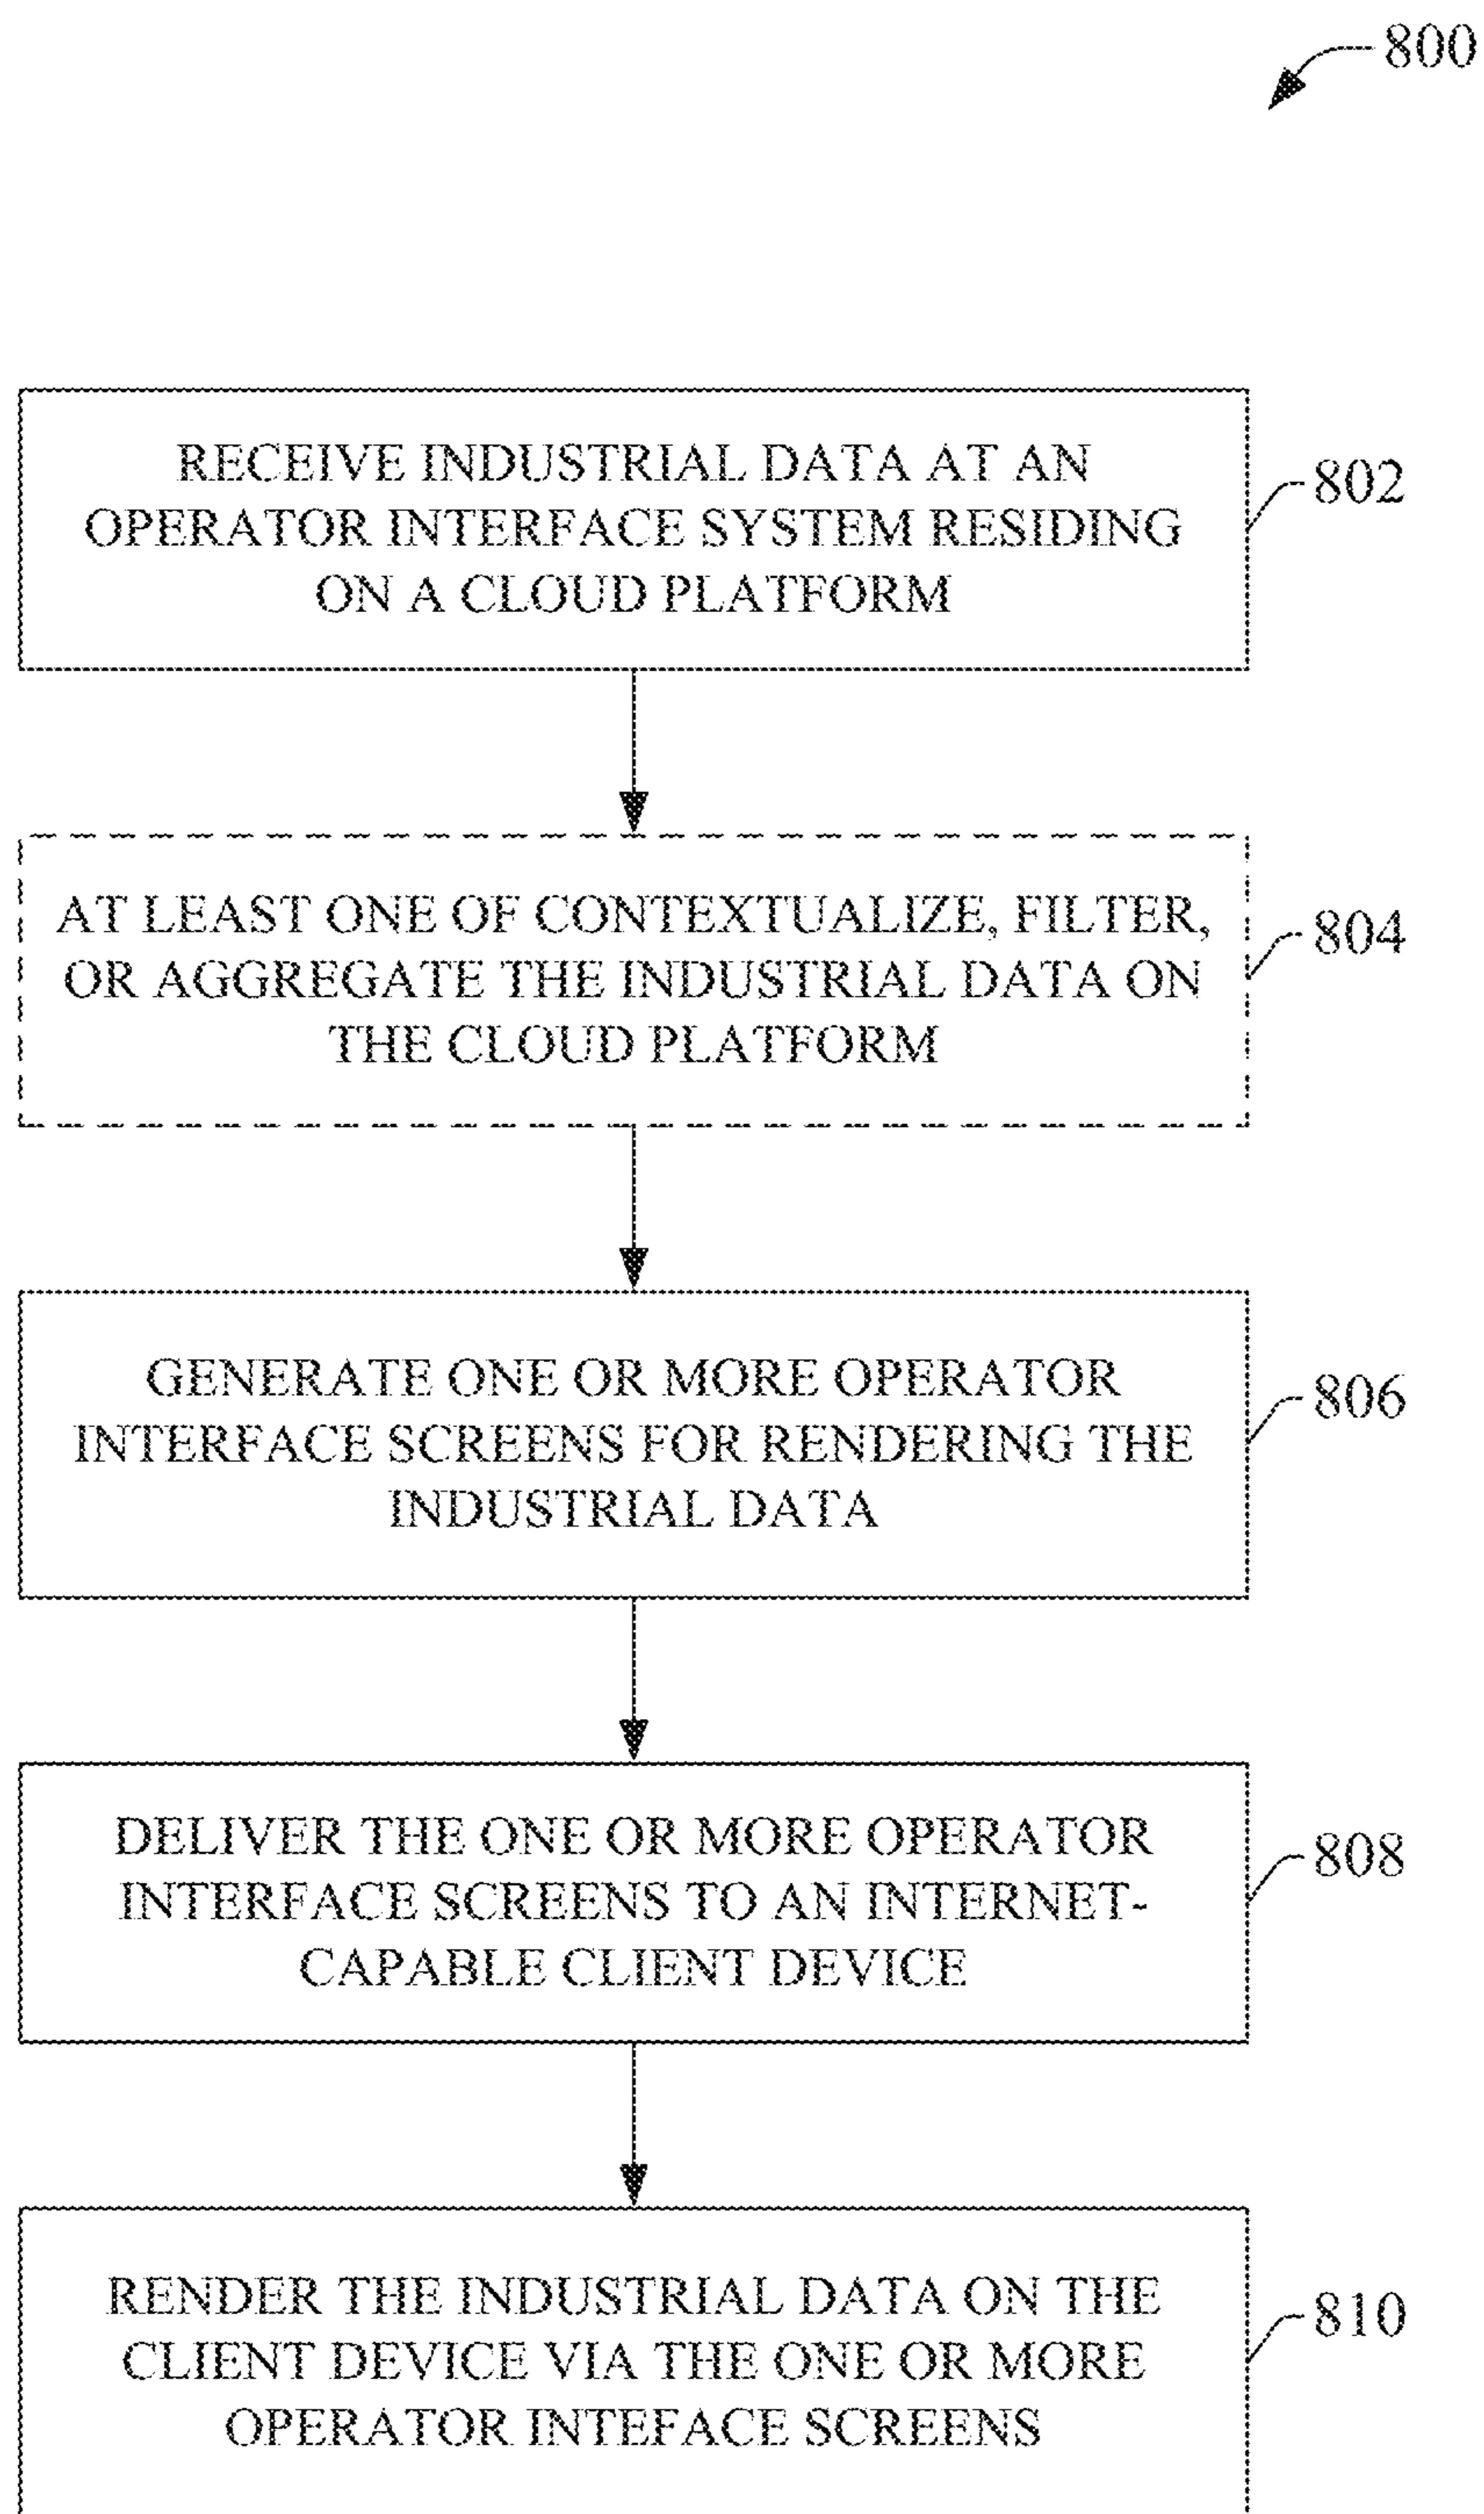 800
RECEIVE INDUSTRIAL DATA AT AN
OPERATOR INTERFACE SYSTEM RESIDING
ON A CLOUD PLATFORM
802
AT LEAST ONE OF CONTEXTUALIZE, FILTER,
OR AGGREGATE THE INDUSTRIAL DATA ON
THE CLOUD PLATFORM
804
GENERATE ONE OR MORE OPERATOR
INTERFACE SCREENS FOR RENDERING THE
INDUSTRIAL DATA
806
DELIVER THE ONE OR MORE OPERATOR
INTERFACE SCREENS TO AN INTERNET-
CAPABLE CLIENT DEVICE
808
RENDER THE INDUSTRIAL DATA ON THE
CLIENT DEVICE VIA THE ONE OR MORE
OPERATOR INTEFACE SCREENS
810